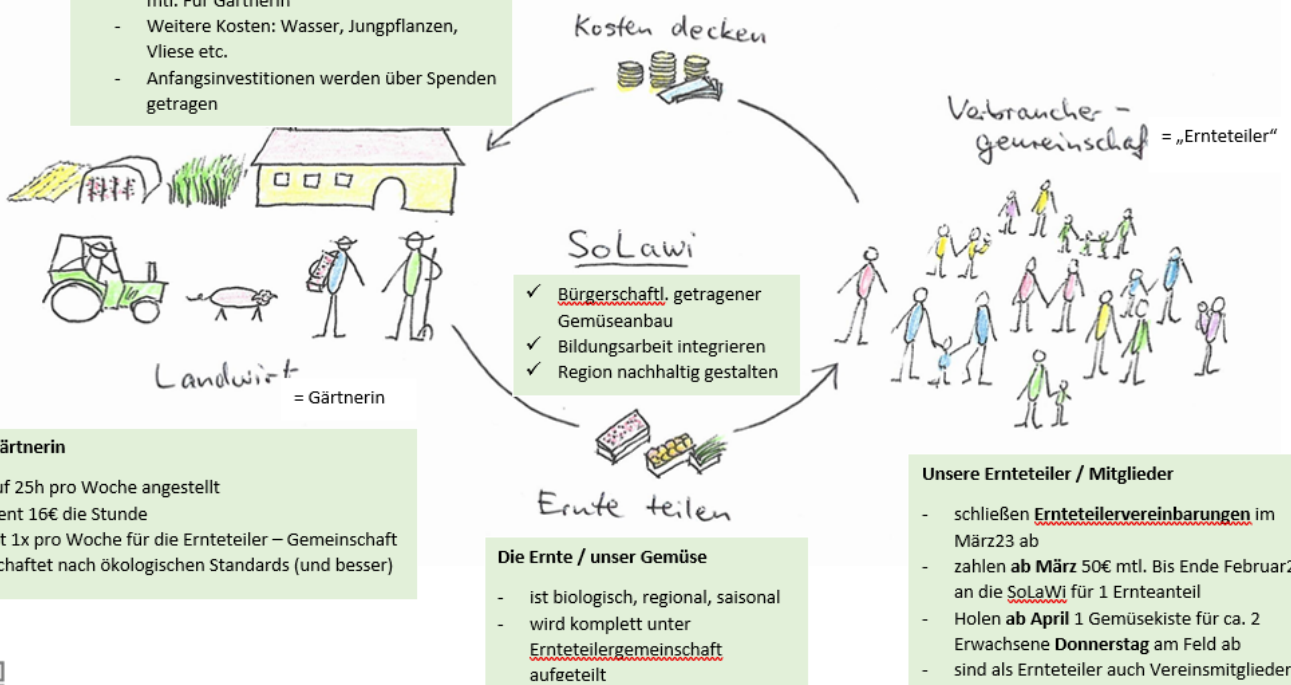 mtl. Für Gärtnerin
- Weitere Kosten: Wasser, Jungpflanzen,
Vliese etc.
- Anfangsinvestitionen werden über Spenden
getragen
Kosten decken
Verbraucher-
gemeinschaf
= „Ernteteiler“
SoLawi
✓ Bürgerschaftl. getragener
Gemüseanbau
✓ Bildungsarbeit integrieren
✓ Region nachhaltig gestalten
Landwirt
= Gärtnerin
ärtnerin
uf 25h pro Woche angestellt
ent 16€ die Stunde
t 1x pro Woche für die Ernteteiler – Gemeinschaft
chaftet nach ökologischen Standards (und besser)
Ernte teilen
Die Ernte / unser Gemüse
- ist biologisch, regional, saisonal
- wird komplett unter
Ernteteilergemeinschaft
aufgeteilt
Unsere Ernteteiler / Mitglieder
- schließen Ernteteilervereinbarungen im
März23 ab
- zahlen ab März 50€ mtl. Bis Ende Februar2
an die SoLaWi für 1 Ernteanteil
- Holen ab April 1 Gemüsekiste für ca. 2
Erwachsene Donnerstag am Feld ab
- sind als Ernteteiler auch Vereinsmitglieder